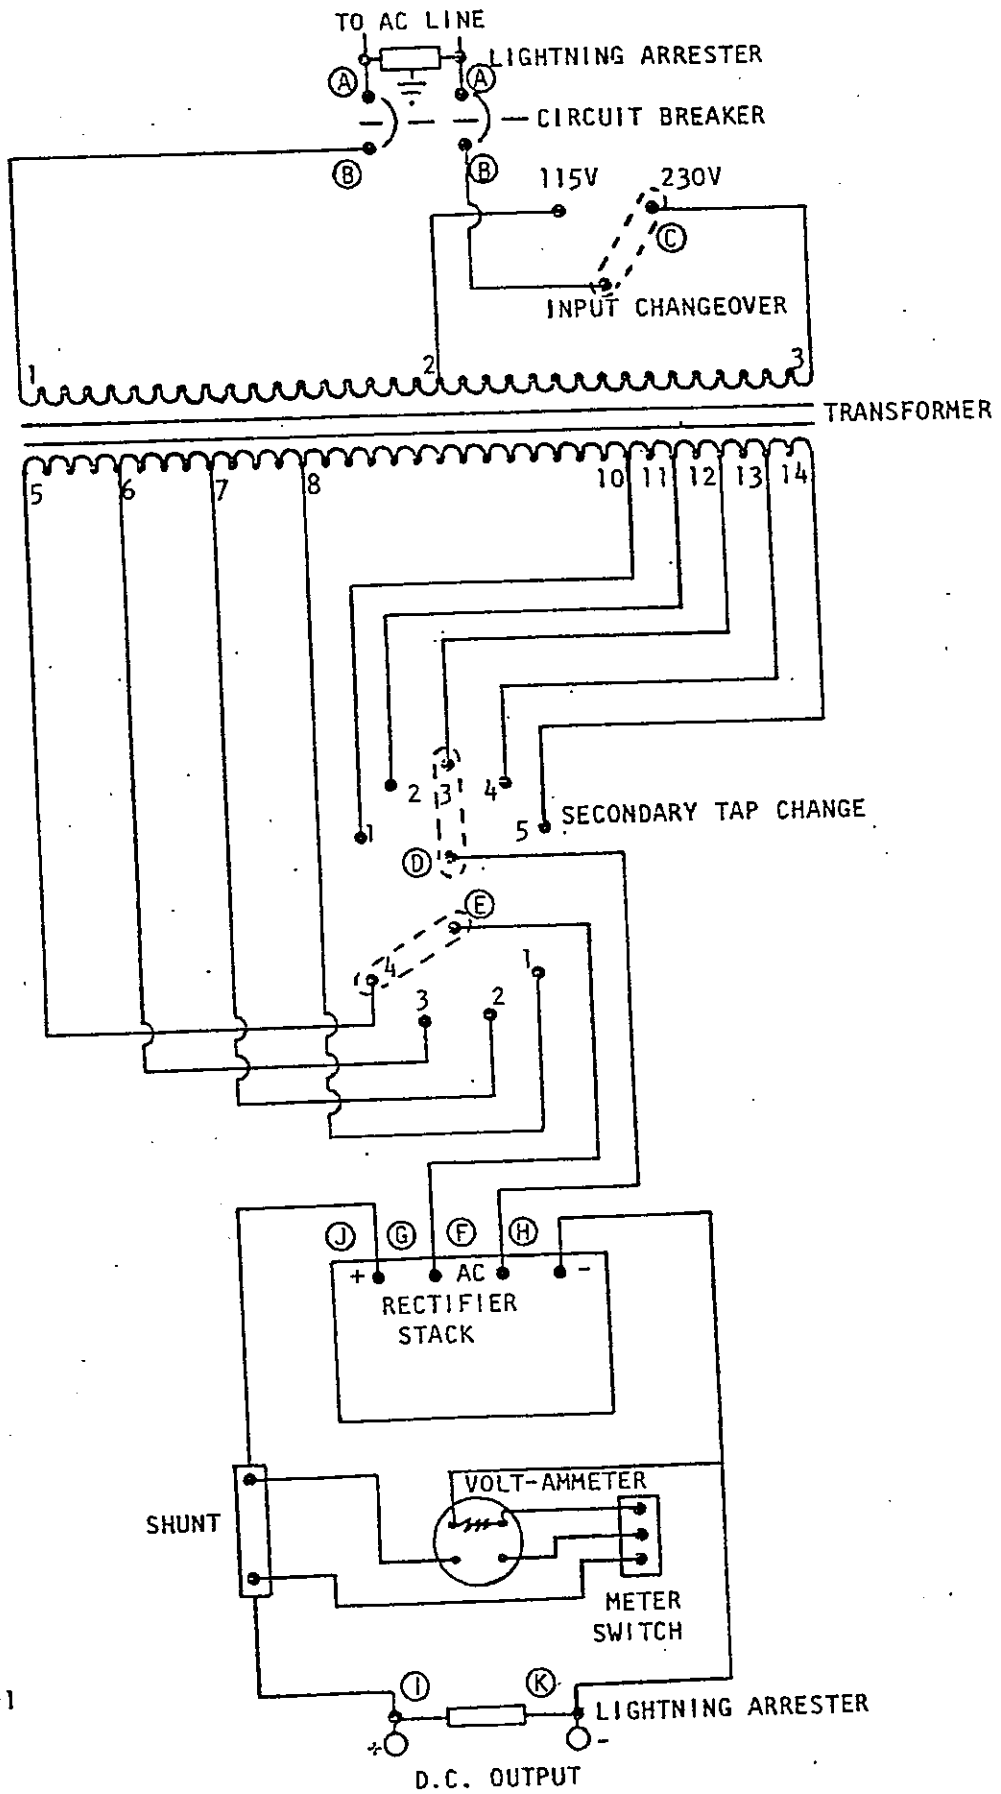 TO AC LINE
LIGHTNING ARRESTER
A A
CIRCUIT BREAKER
B B
115V 230V
C
INPUT CHANGEOVER
1 2 3
TRANSFORMER
5 6 7 8 10 11 12 13 14
2 3 4
1 5 SECONDARY TAP CHANGE
D
E
4 1
3 2
J G F H
+ AC -
RECTIFIER
STACK
VOLT-AMMETER
SHUNT
METER
SWITCH
I K
1
LIGHTNING ARRESTER
+ -
D.C. OUTPUT